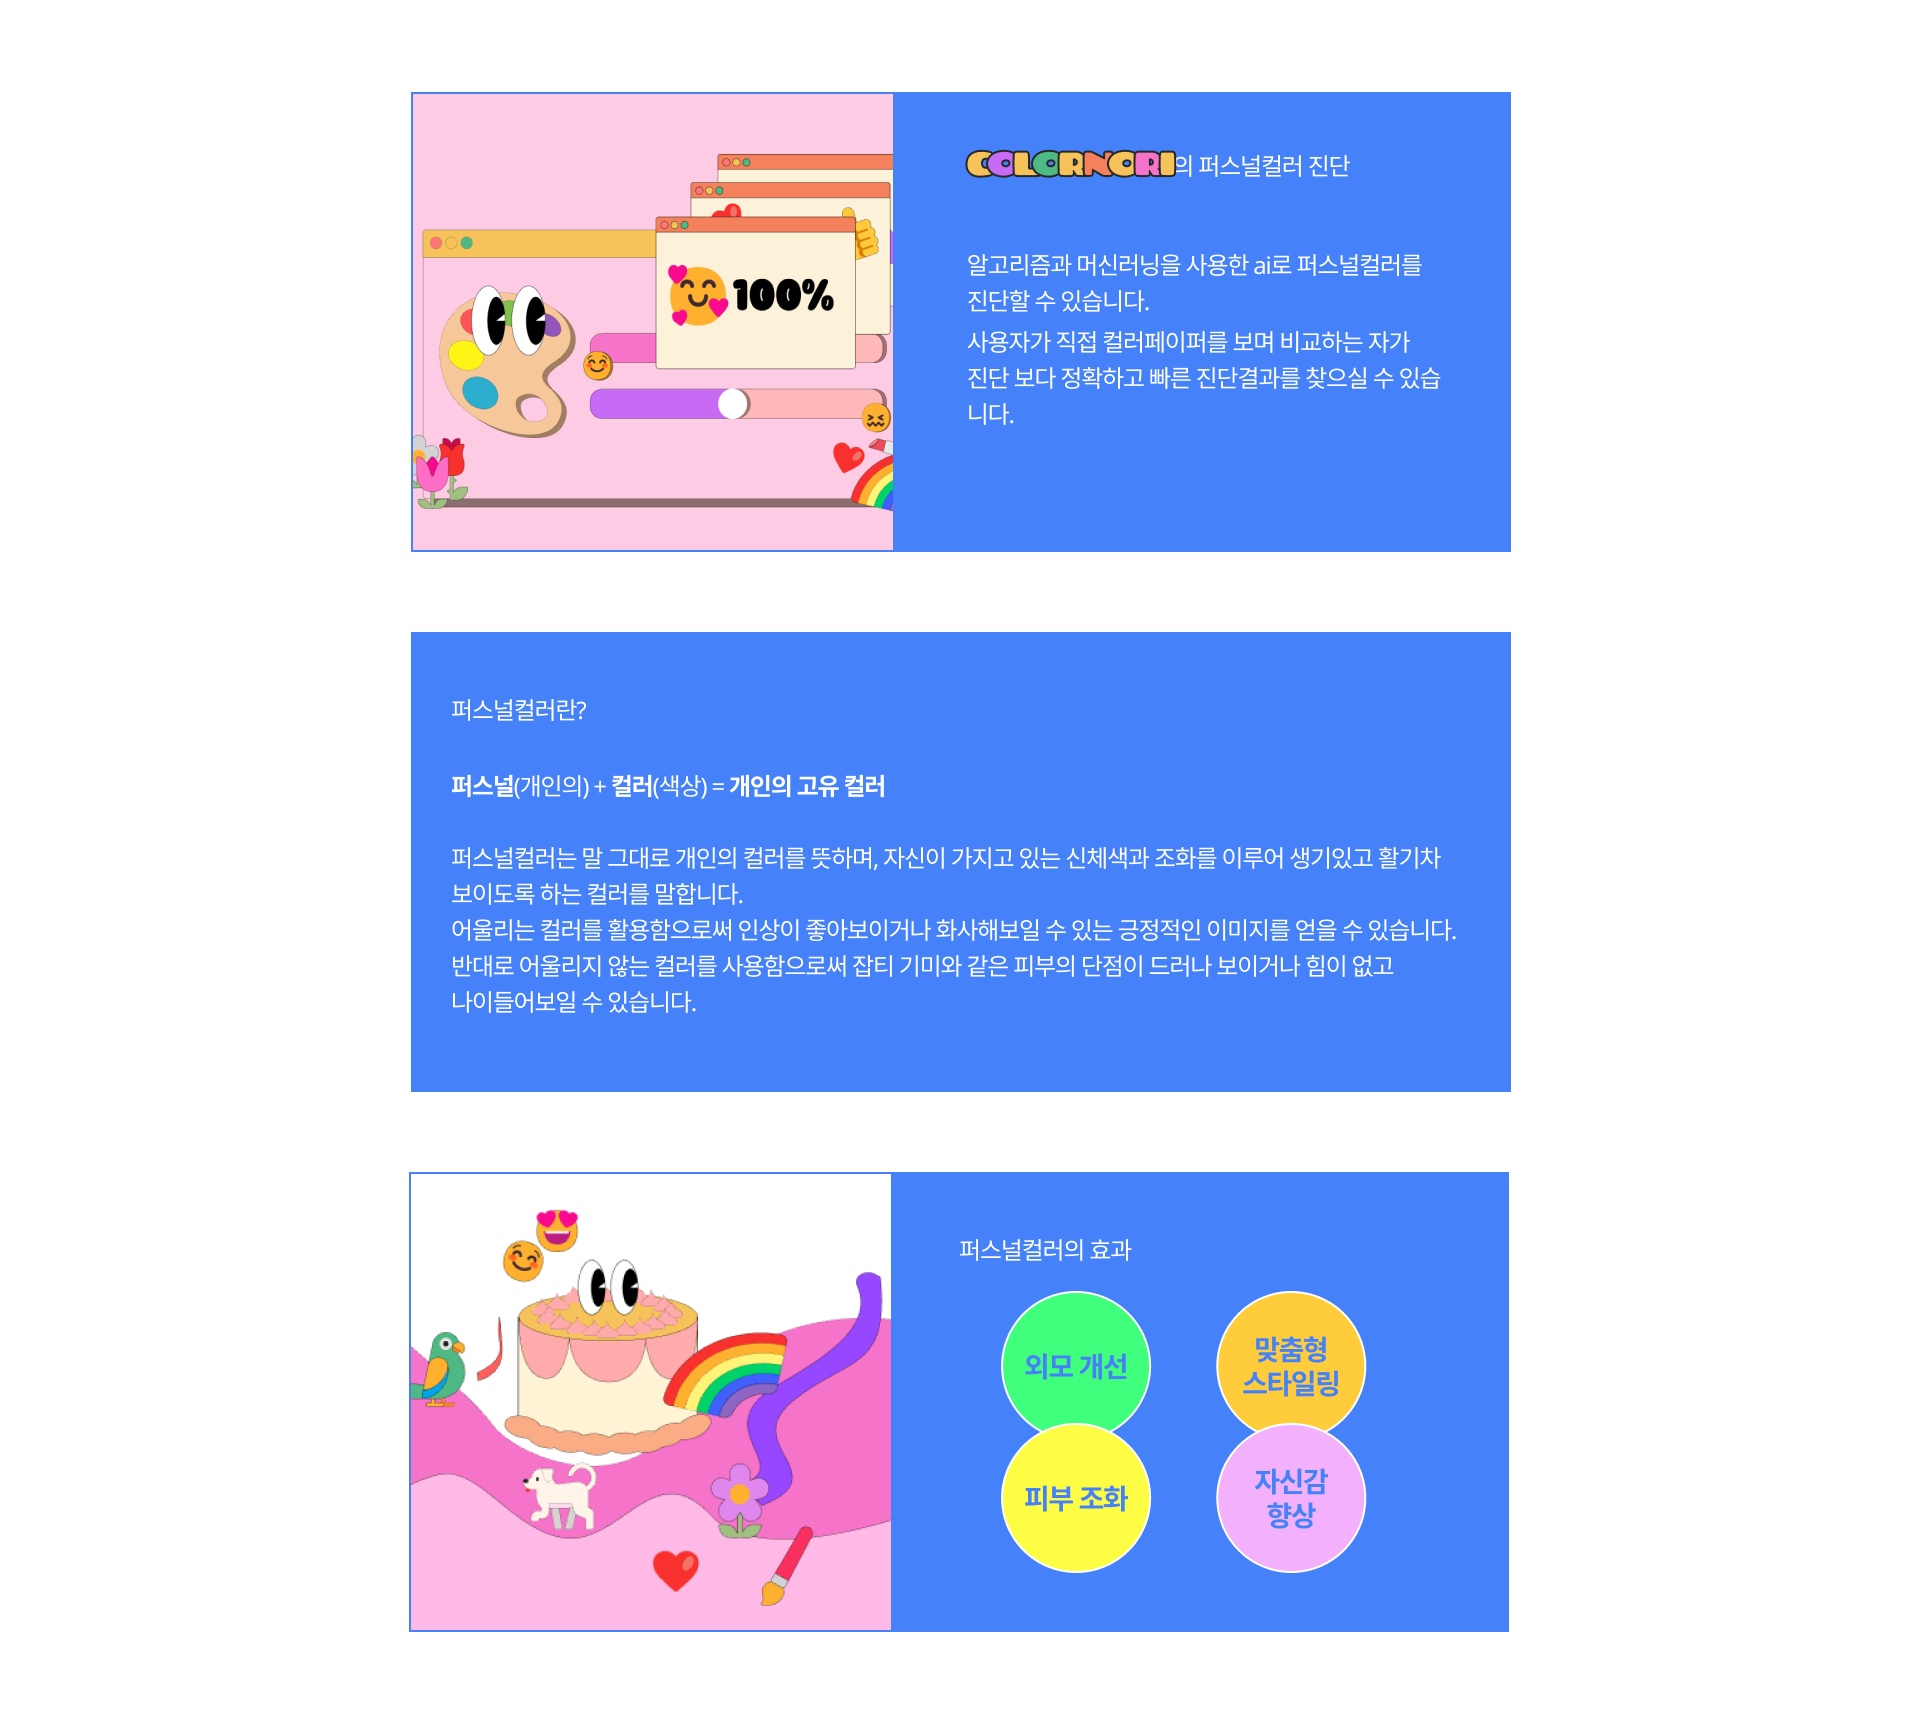 100%
COLORNORI의 퍼스널컬러 진단
알고리즘과 머신러닝을 사용한 ai로 퍼스널컬러를
진단할 수 있습니다.
사용자가 직접 컬러페이퍼를 보며 비교하는 자가
진단 보다 정확하고 빠른 진단결과를 찾으실 수 있습
니다.
퍼스널컬러란?
퍼스널(개인의) + 컬러(색상) = 개인의 고유 컬러
퍼스널컬러는 말 그대로 개인의 컬러를 뜻하며, 자신이 가지고 있는 신체색과 조화를 이루어 생기있고 활기차
보이도록 하는 컬러를 말합니다.
어울리는 컬러를 활용함으로써 인상이 좋아보이거나 화사해보일 수 있는 긍정적인 이미지를 얻을 수 있습니다.
반대로 어울리지 않는 컬러를 사용함으로써 잡티 기미와 같은 피부의 단점이 드러나 보이거나 힘이 없고
나이들어보일 수 있습니다.
퍼스널컬러의 효과
외모 개선
맞춤형
스타일링
피부 조화
자신감
향상